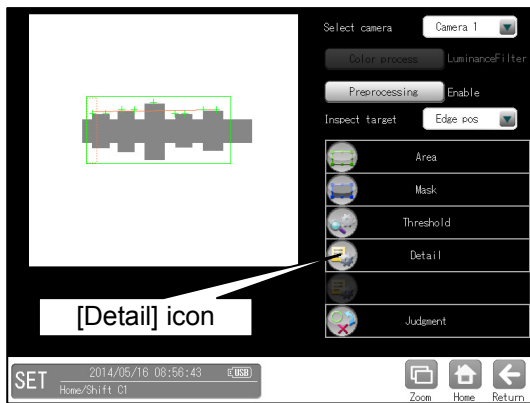 Select camera
Camera 1
Color process
LuminanceFilter
Preprocessing
Enable
Inspect target
Edge pos
Area
Mask
Threshold
Detail
[Detail] icon
Judgment
SET
2014/05/16 08:56:43
USB
Home/Shift C1
Zoom
Home
Return